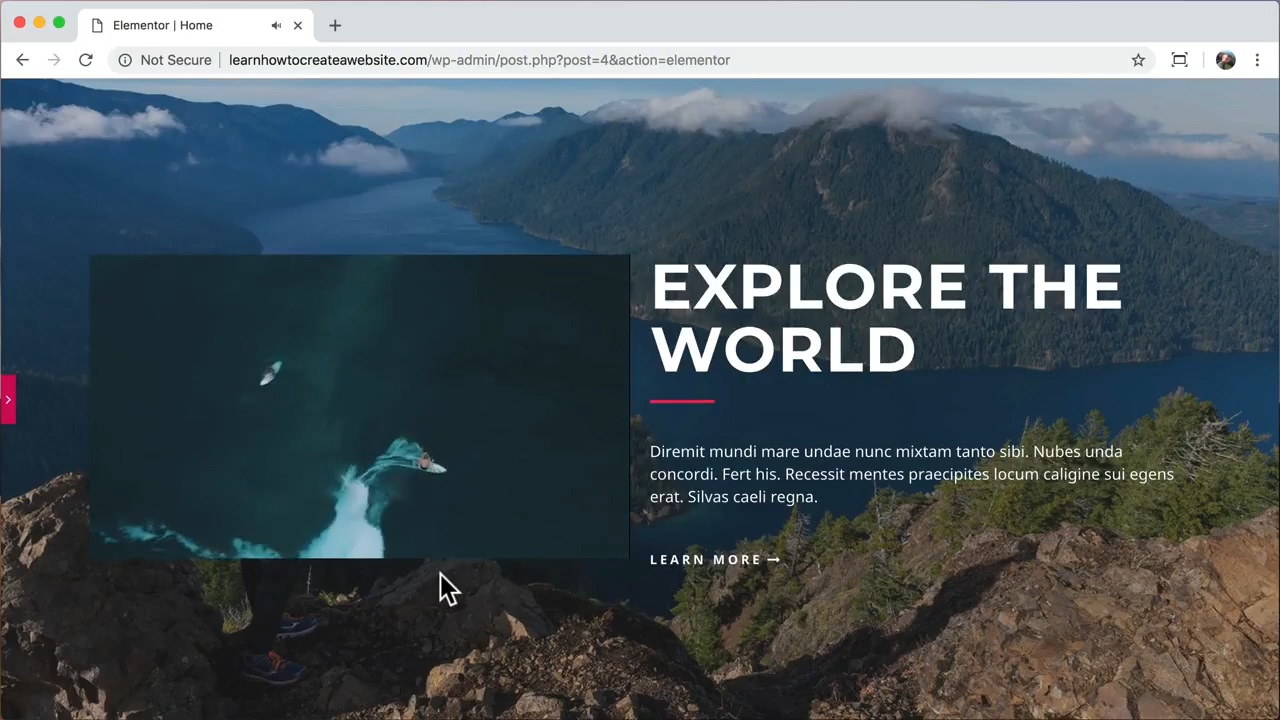 Elementor | Home
Not Secure
learnhowtocreateawebsite.com/wp-admin/post.php?post=4&action=elementor
EXPLORE THE
WORLD
Diremit mundi mare undae nunc mixtam tanto sibi. Nubes unda
concordi. Fert his. Recessit mentes praecipites locum caligine sui egens
erat. Silvas caeli regna.
LEARN MORE →